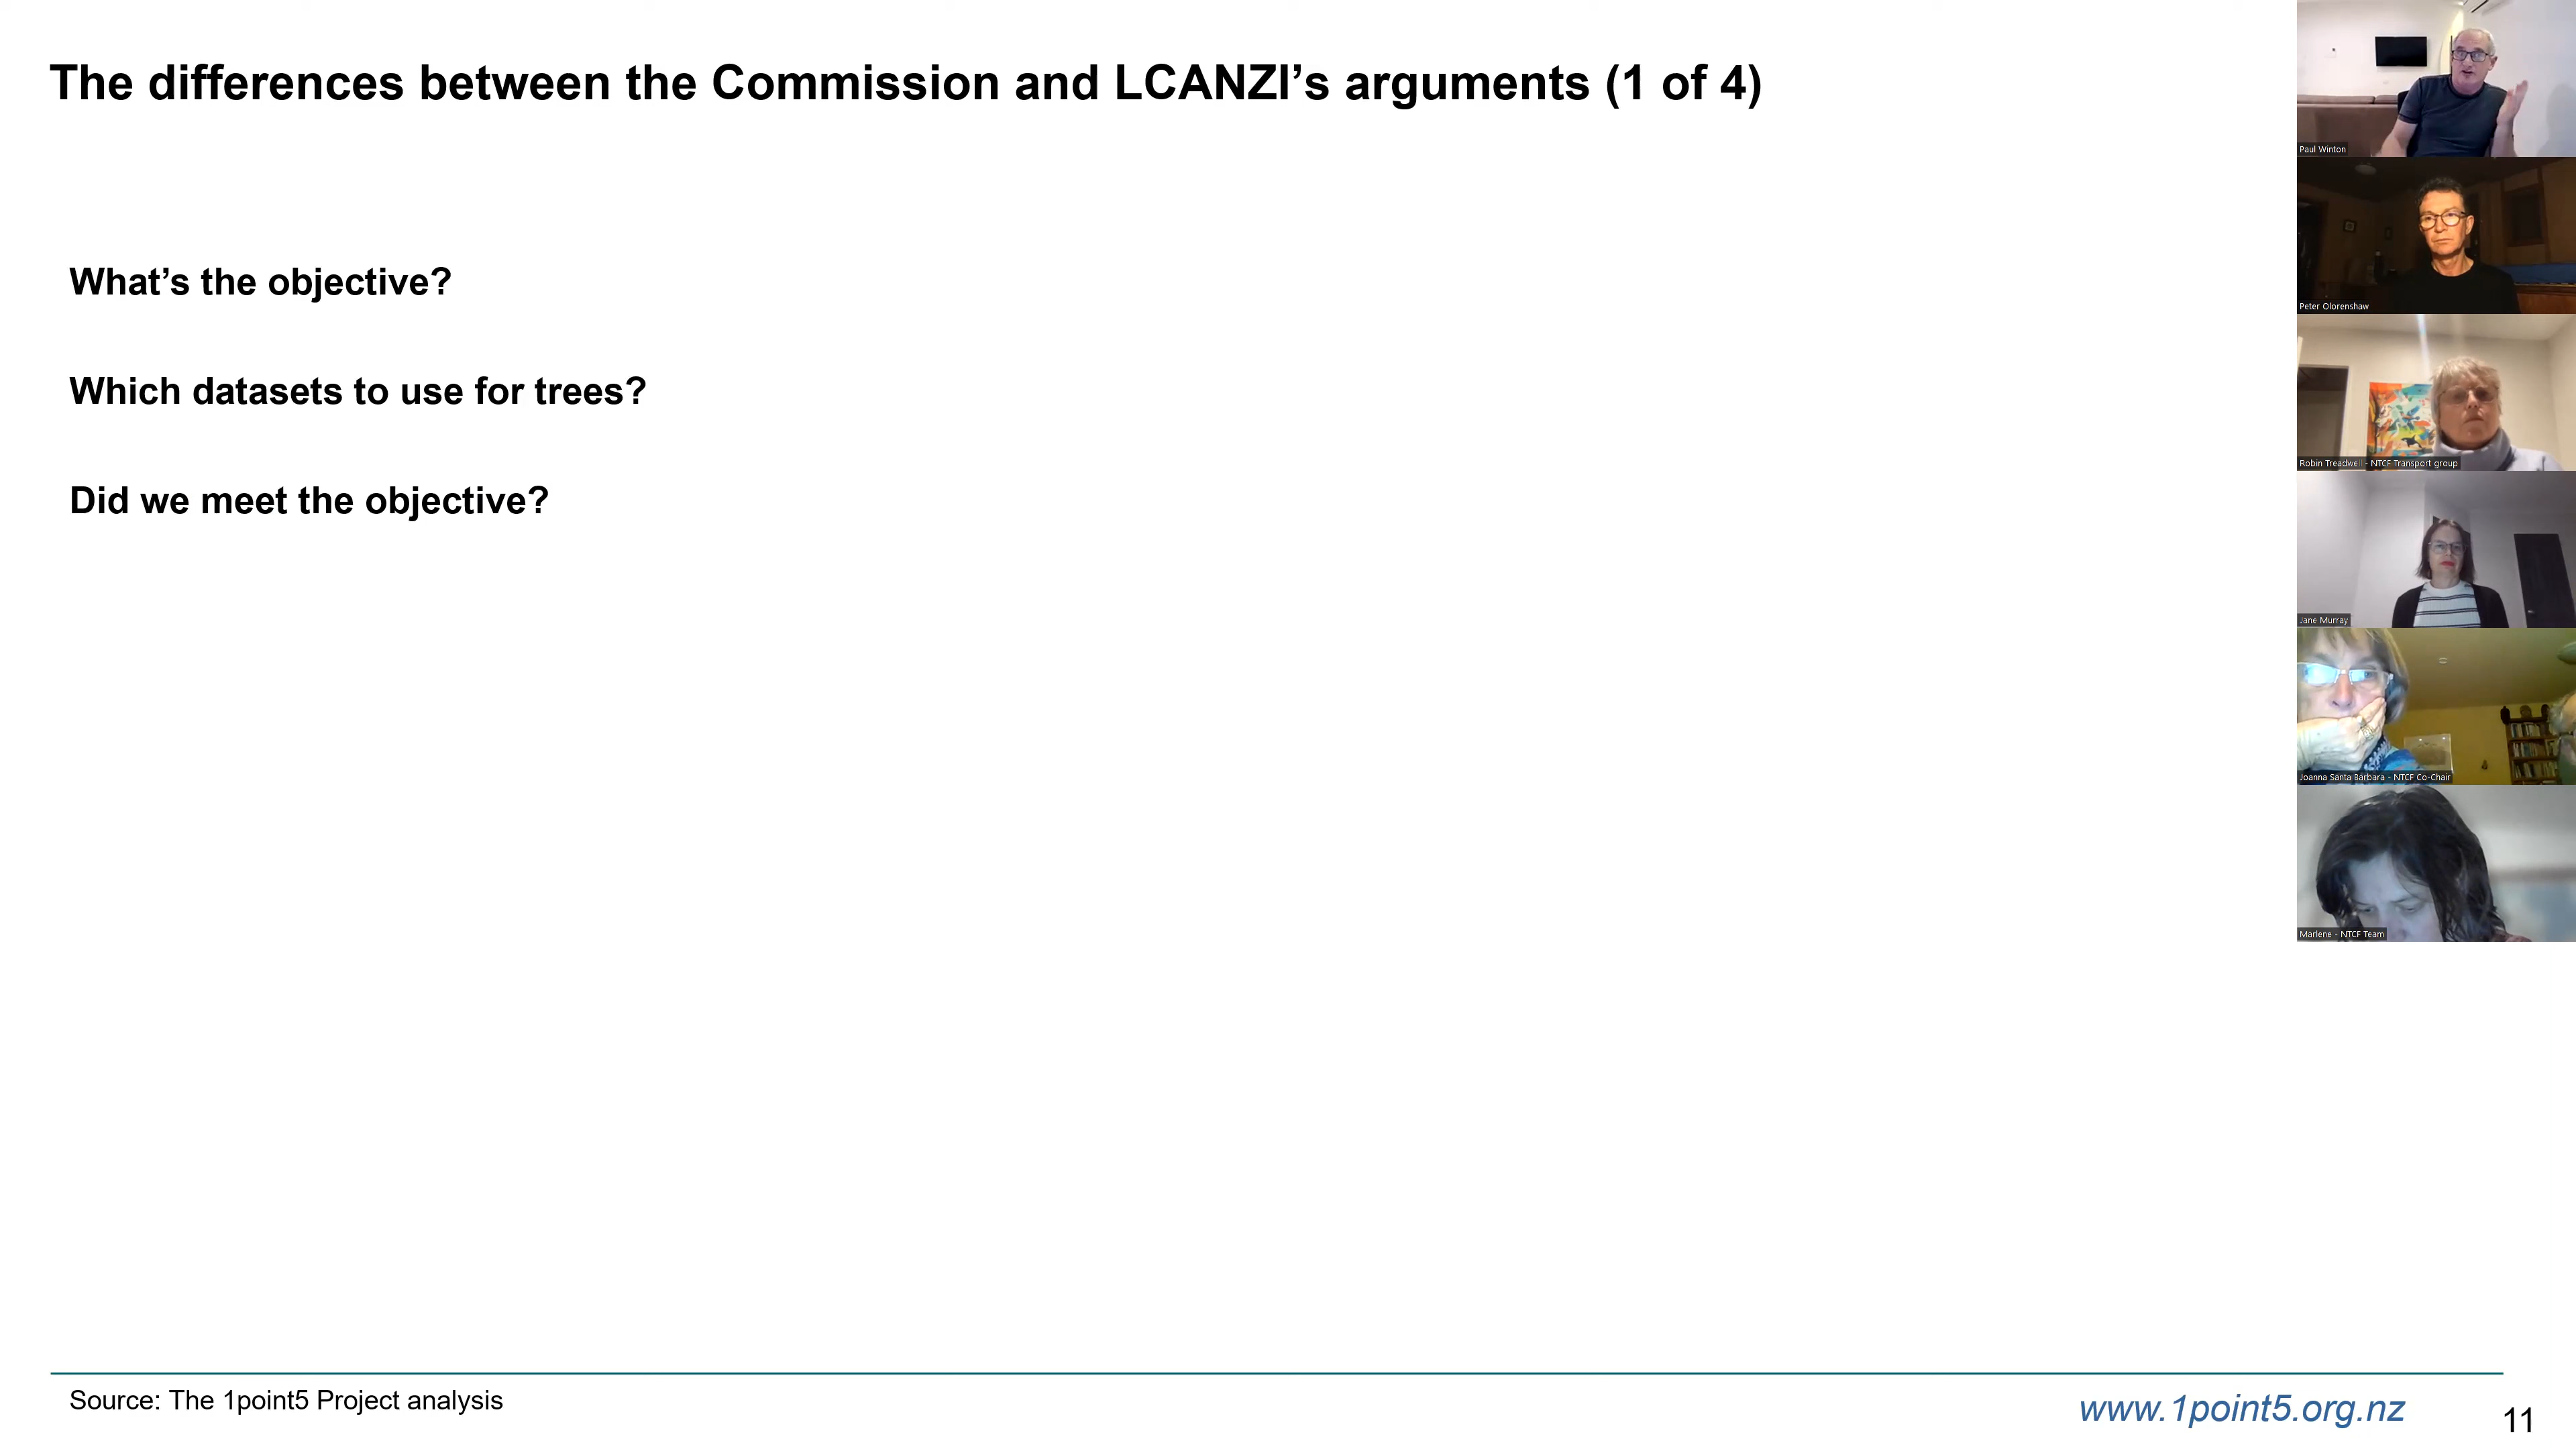 The differences between the Commission and LCANZI’s arguments (1 of 4)
What’s the objective?
Which datasets to use for trees?
Did we meet the objective?
Paul Winton
Peter Olorenshaw
Robin Treadwell - NTCF Transport group
Jane Murray
Joanna Santa Barbara - NTCF Co-Chair
Marlene - NTCF Team
Source: The 1point5 Project analysis
www.1point5.org.nz
11